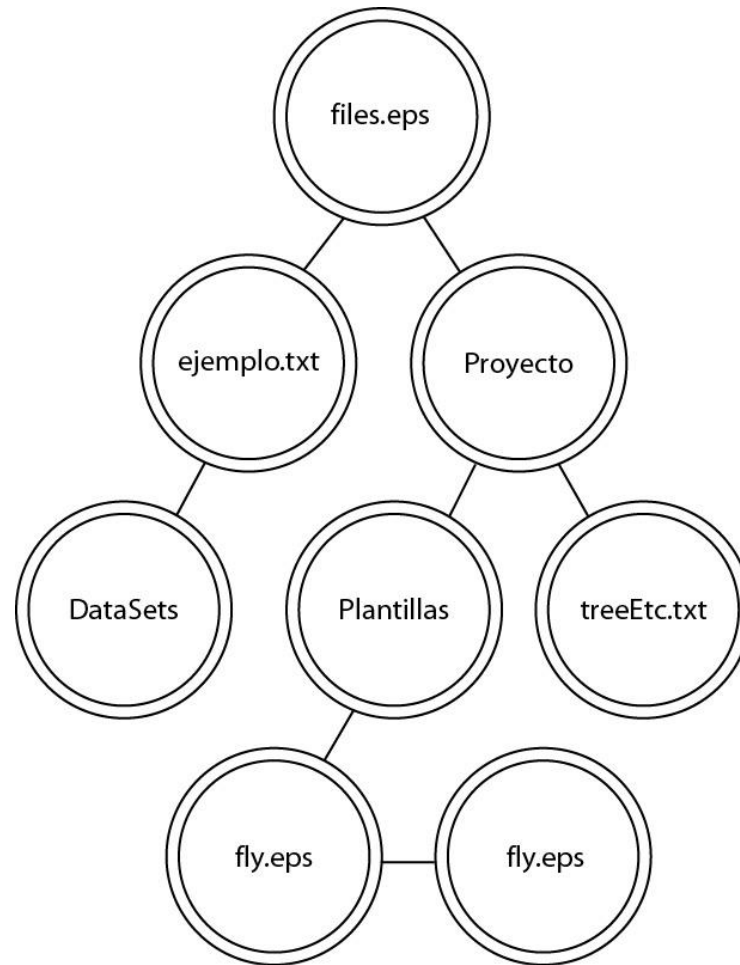 files.eps
ejemplo.txt
Proyecto
DataSets
Plantillas
treeEtc.txt
fly.eps
fly.eps